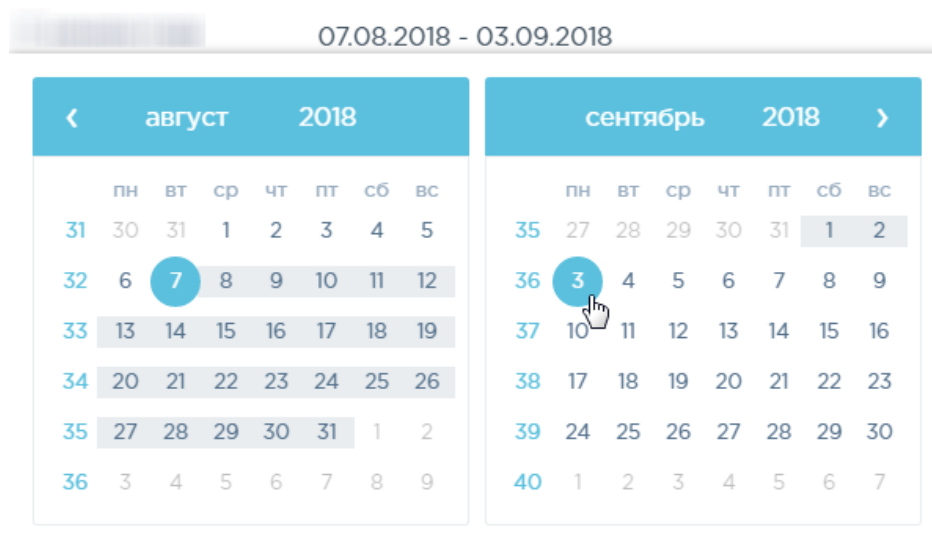 07.08.2018 - 03.09.2018
август 2018
пн вт ср чт пт сб вс
31 30 31 1 2 3 4 5
32 6 7 8 9 10 11 12
33 13 14 15 16 17 18 19
34 20 21 22 23 24 25 26
35 27 28 29 30 31 1 2
36 3 4 5 6 7 8 9
сентябрь 2018
пн вт ср чт пт сб вс
35 27 28 29 30 31 1 2
36 3 4 5 6 7 8 9
37 10 11 12 13 14 15 16
38 17 18 19 20 21 22 23
39 24 25 26 27 28 29 30
40 1 2 3 4 5 6 7